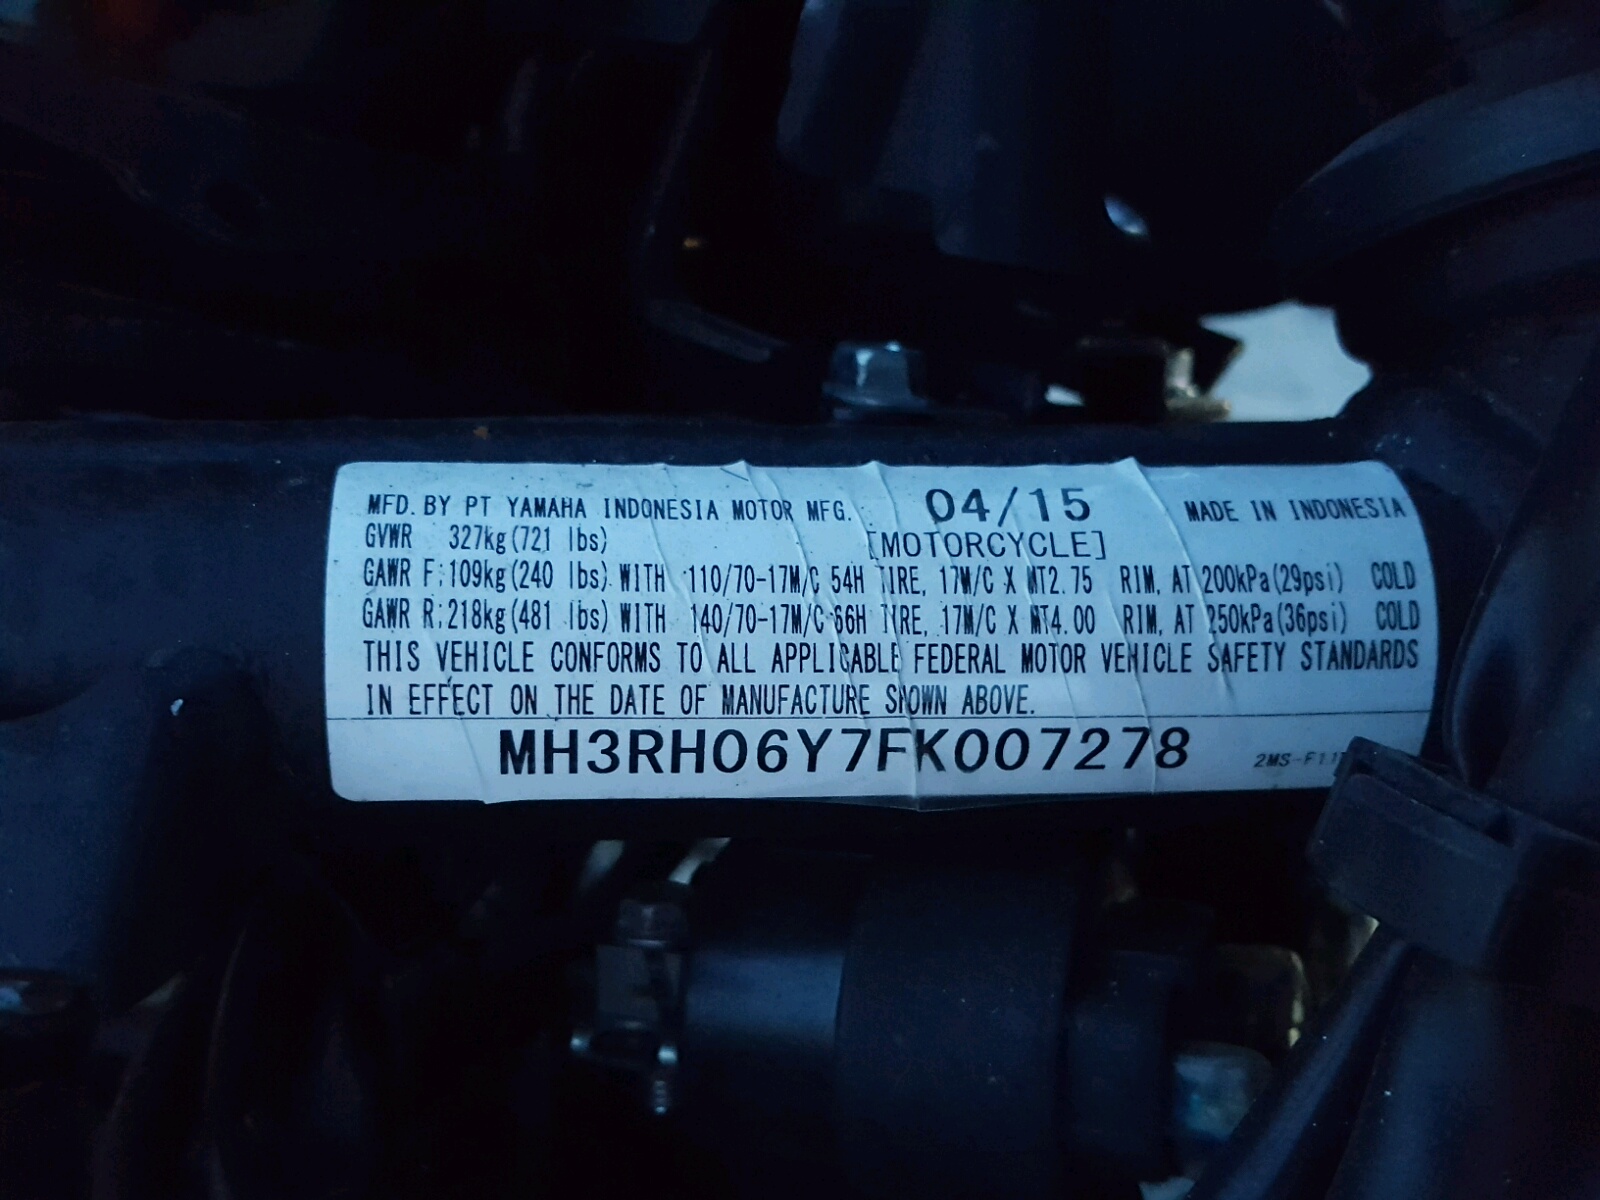 MFD. BY PT YAMAHA INDONESIA MOTOR MFG. 04/15 MADE IN INDONESIA
GVWR 327kg(721 lbs) [MOTORCYCLE]
GAWR F:109kg(240 lbs) WITH 110/70-17M/C 54H TIRE, 17M/C X MT2.75 RIM, AT 200kPa(29psi) COLD
GAWR R:218kg(481 lbs) WITH 140/70-17M/C 66H TIRE, 17M/C X MT4.00 RIM, AT 250kPa(36psi) COLD
THIS VEHICLE CONFORMS TO ALL APPLICABLE FEDERAL MOTOR VEHICLE SAFETY STANDARDS
IN EFFECT ON THE DATE OF MANUFACTURE SHOWN ABOVE.
MH3RH06Y7FK007278